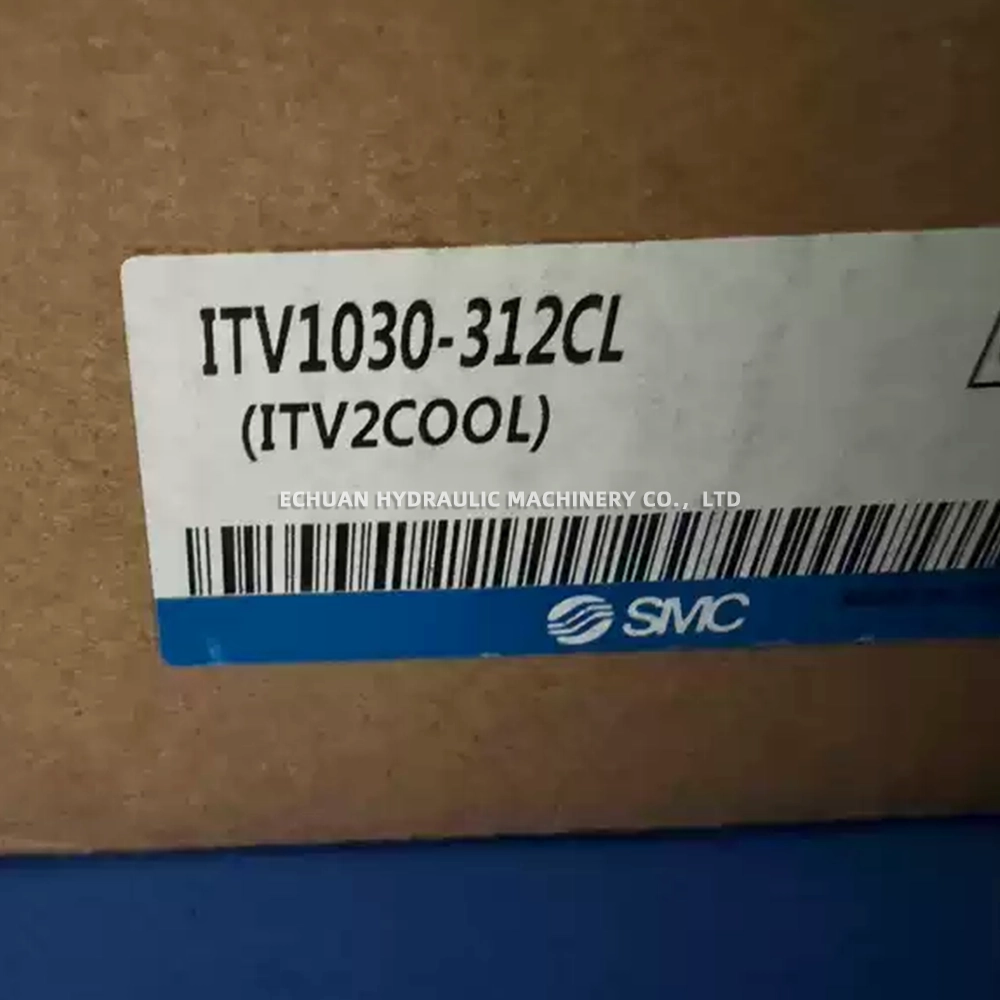 ITV1030-312CL
(ITV2COOL)
ECHUAN HYDRAULIC MACHINERY CO., LTD
SMC